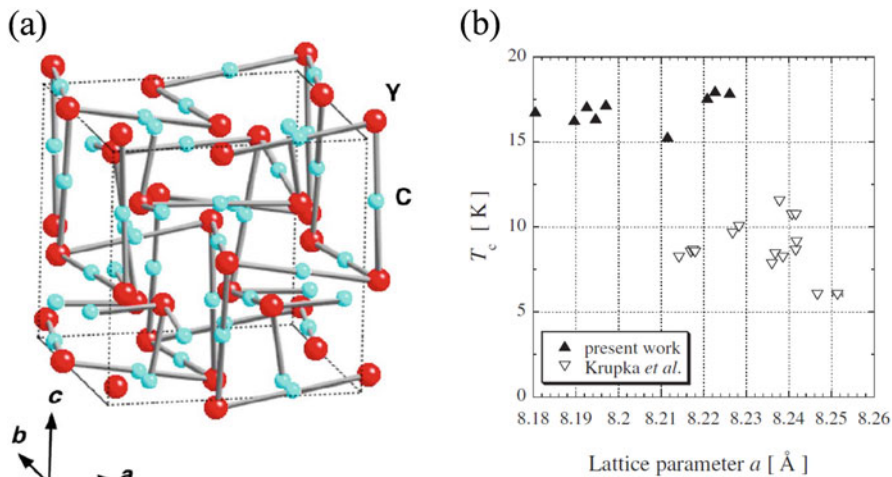 (a)
Y
C
c
b
a
(b)
20
15
10
5
0
T_c [ K ]
▲ present work
▽ Krupka et al.
8.18 8.19 8.2 8.21 8.22 8.23 8.24 8.25 8.26
Lattice parameter a [ Å ]